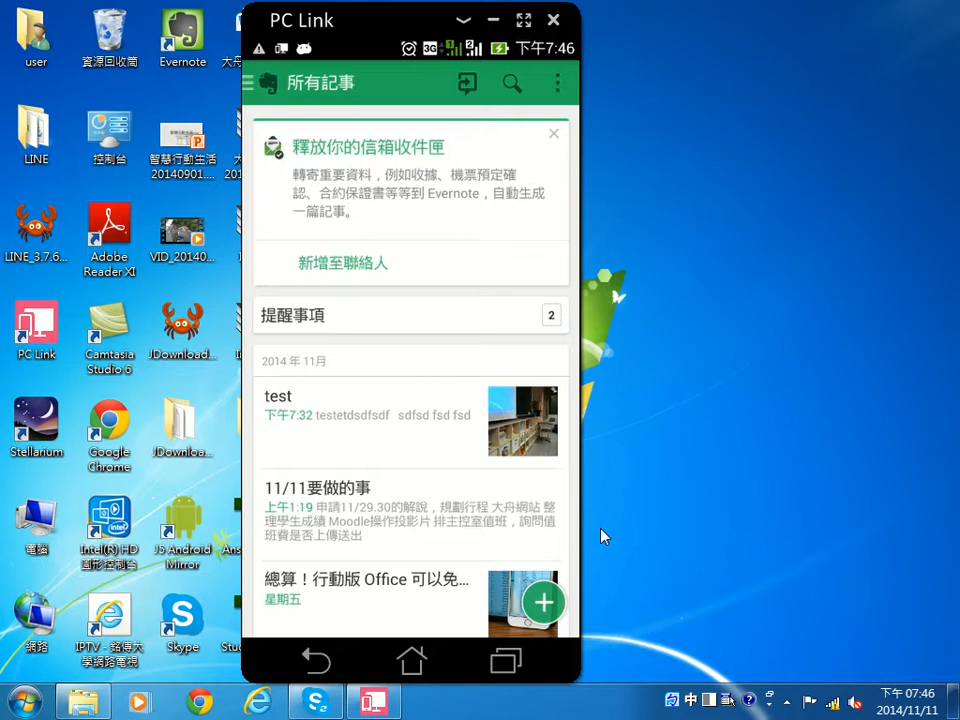 PC Link
3G
下午7:46
所有記事
釋放你的信箱收件匣
轉寄重要資料，例如收據、機票預定確
認、合約保證書等等到 Evernote，自動生成
一篇記事。
新增至聯絡人
提醒事項
2
2014 年 11月
test
下午7:32 testetdsdfsdf sdfsd fsd fsd
11/11要做的事
上午1:19 申請11/29.30的解說，規劃行程 大舟網站 整
理學生成績 Moodle操作投影片 排主控室值班，詢問值
班費是否上傳送出
總算！行動版 Office 可以免...
星期五
user
資源回收筒
Evernote
LINE
控制台
智慧行動生活
20140901....
LINE_3.7.6...
Adobe
Reader XI
VID_20140...
PC Link
Camtasia
Studio 6
JDownload...
Stellarium
Google
Chrome
JDownloa...
電腦
Intel(R) HD
圖形控制台
J5 Android
Mirror
網路
IPTV - 銘傳大
學網路電視
Skype
中
下午 07:46
2014/11/11